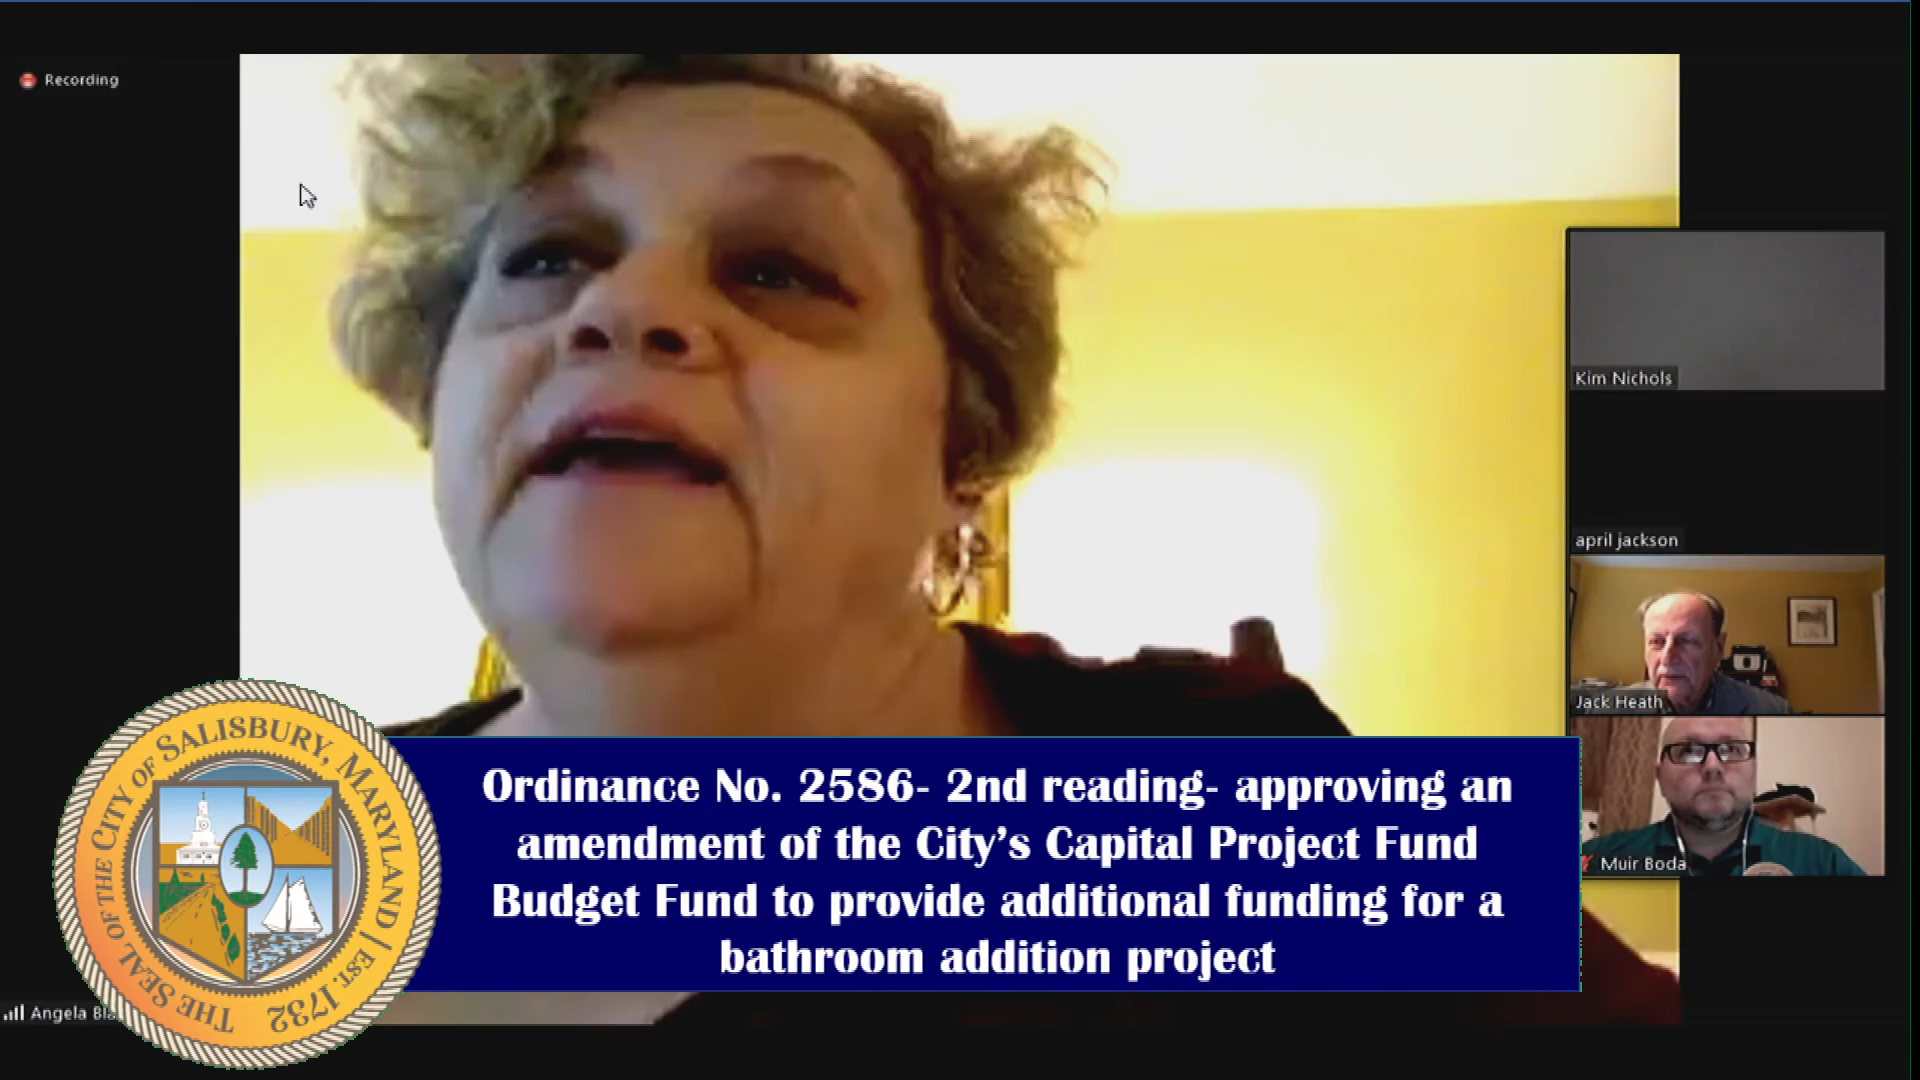 Recording
Kim Nichols
april jackson
Jack Heath
Muir Boda
Ordinance No. 2586- 2nd reading- approving an
amendment of the City's Capital Project Fund
Budget Fund to provide additional funding for a
bathroom addition project
THE SEAL OF THE CITY OF SALISBURY, MARYLAND | EST. 1732
Angela